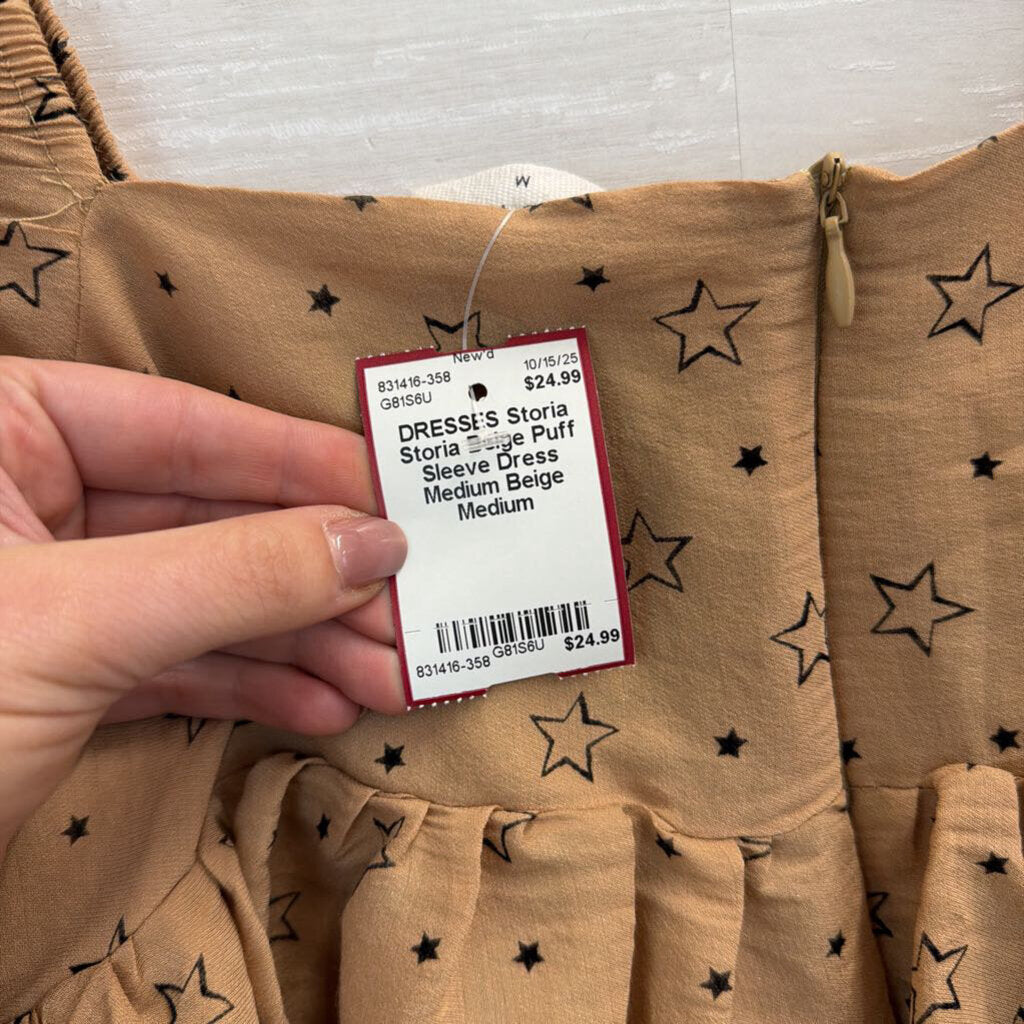 M
New'd
831416-358 10/15/25
G81S6U $24.99
DRESSES Storia
Storia Beige Puff
Sleeve Dress
Medium Beige
Medium
831416-358 G81S6U $24.99